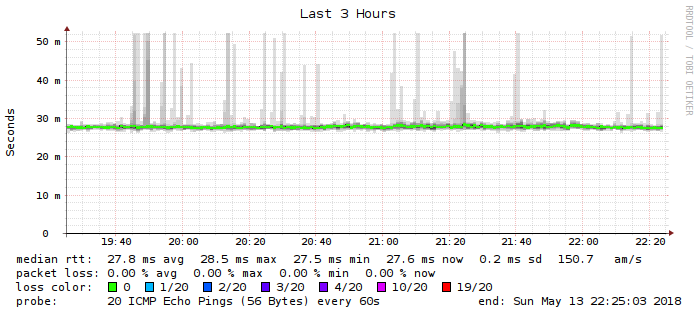 Last 3 Hours
RRDTOOL / TOBI OETIKER
Seconds
50 m
40 m
30 m
20 m
10 m
0
19:40 20:00 20:20 20:40 21:00 21:20 21:40 22:00 22:20
median rtt: 27.8 ms avg 28.5 ms max 27.5 ms min 27.6 ms now 0.2 ms sd 150.7 am/s
packet loss: 0.00 % avg 0.00 % max 0.00 % min 0.00 % now
loss color: 0 1/20 2/20 3/20 4/20 10/20 19/20
probe: 20 ICMP Echo Pings (56 Bytes) every 60s end: Sun May 13 22:25:03 2018